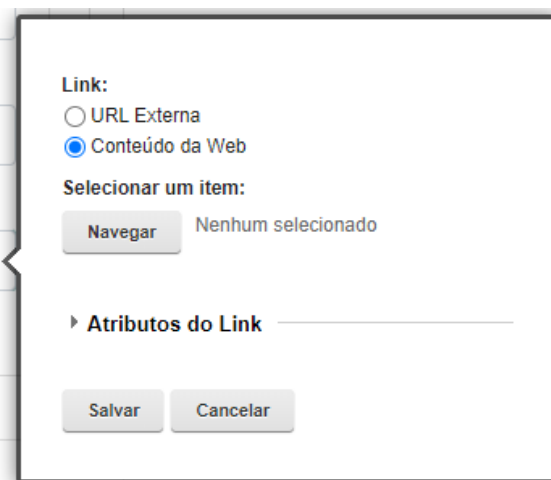 Link:
URL Externa
Conteúdo da Web
Selecionar um item:
Navegar Nenhum selecionado
Atributos do Link
Salvar Cancelar